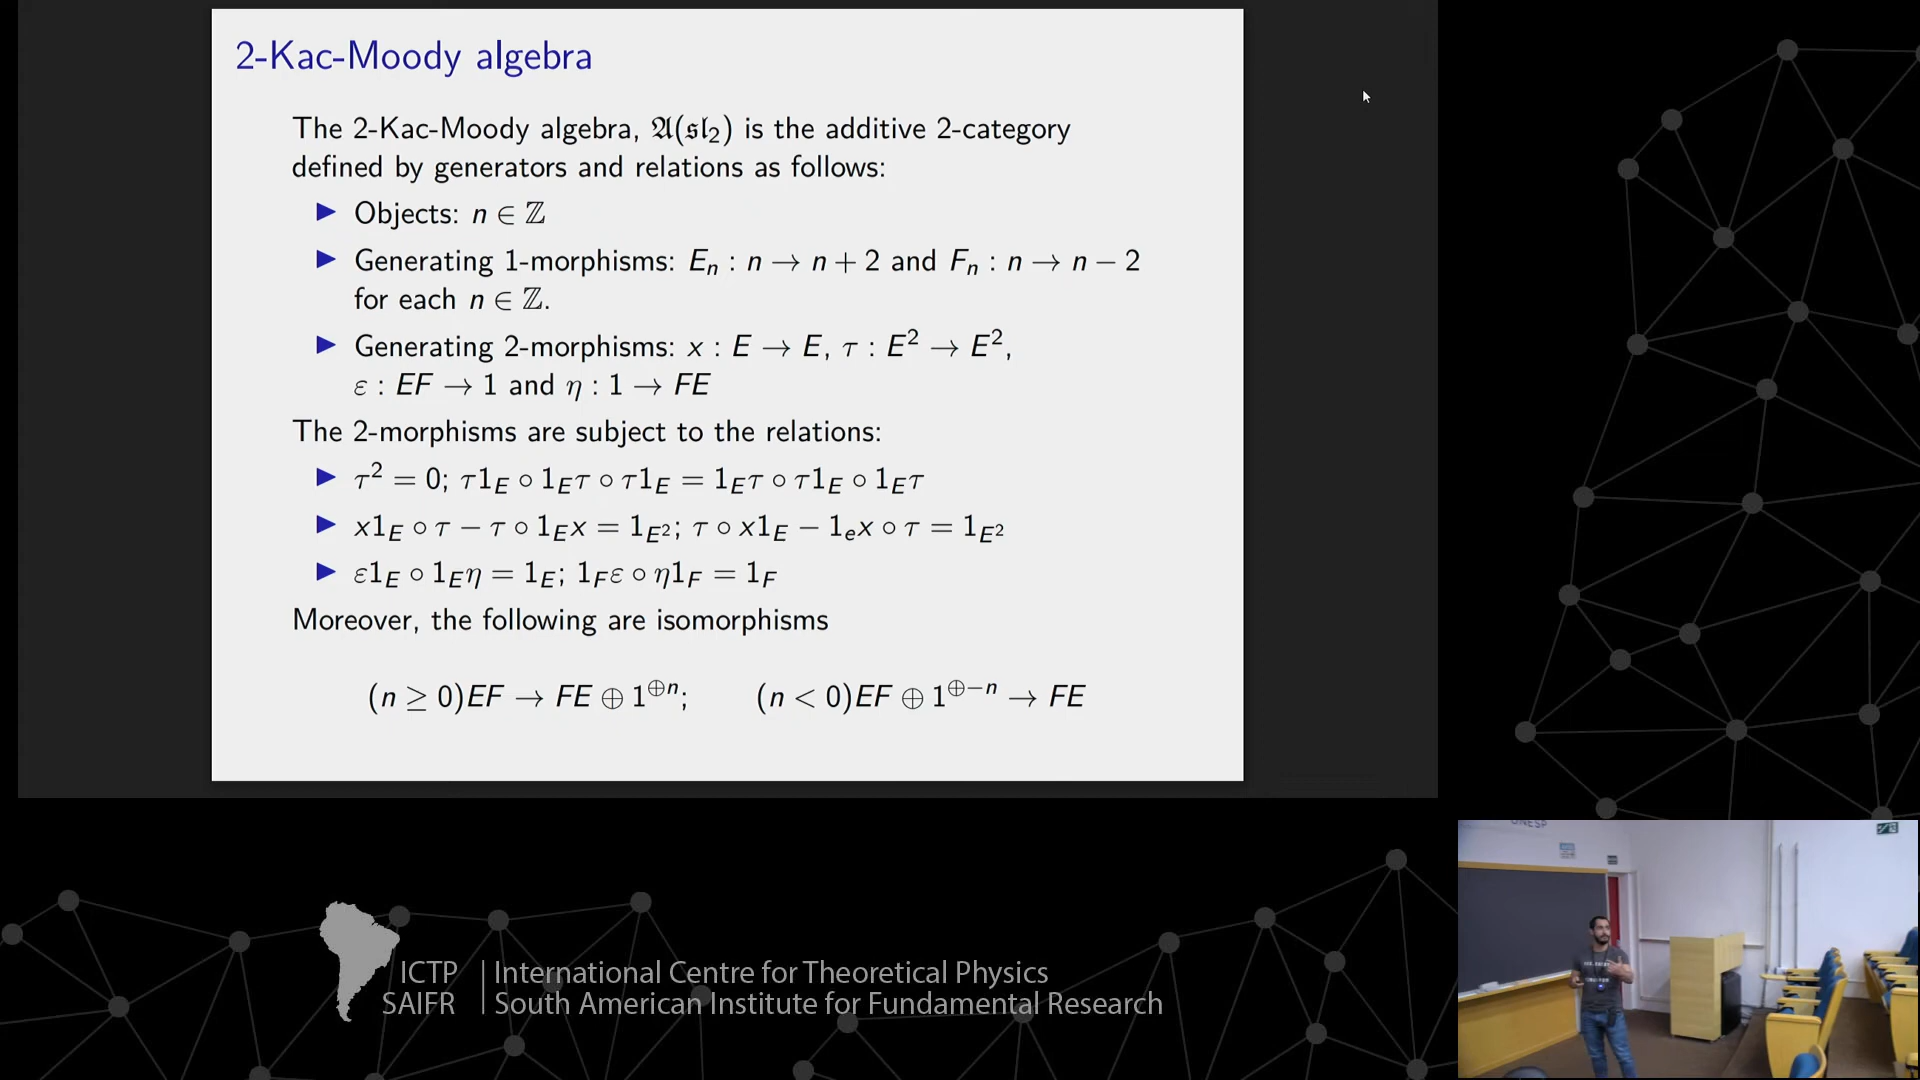 2-Kac-Moody algebra
The 2-Kac-Moody algebra, 𝔄(𝔰𝔩₂) is the additive 2-category
defined by generators and relations as follows:
▶ Objects: n ∈ ℤ
▶ Generating 1-morphisms: Eₙ : n → n + 2 and Fₙ : n → n − 2
for each n ∈ ℤ.
▶ Generating 2-morphisms: x : E → E, τ : E² → E²,
ε : EF → 1 and η : 1 → FE
The 2-morphisms are subject to the relations:
▶ τ² = 0; τ1_E ∘ 1_Eτ ∘ τ1_E = 1_Eτ ∘ τ1_E ∘ 1_Eτ
▶ x1_E ∘ τ − τ ∘ 1_Ex = 1_{E²}; τ ∘ x1_E − 1_ex ∘ τ = 1_{E²}
▶ ε1_E ∘ 1_Eη = 1_E; 1_Fε ∘ η1_F = 1_F
Moreover, the following are isomorphisms
(n ≥ 0)EF → FE ⊕ 1^{⊕n}; (n < 0)EF ⊕ 1^{⊕−n} → FE
UNESP
ICTP | International Centre for Theoretical Physics
SAIFR | South American Institute for Fundamental Research